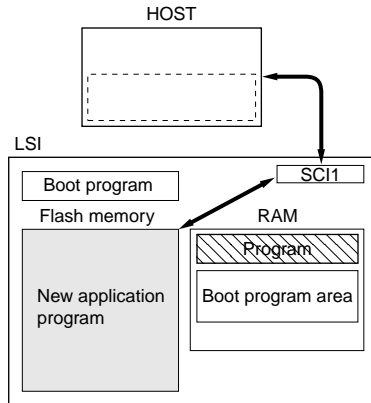 HOST
LSI
SCI1
Boot program
Flash memory
RAM
Program
Boot program area
New application
program